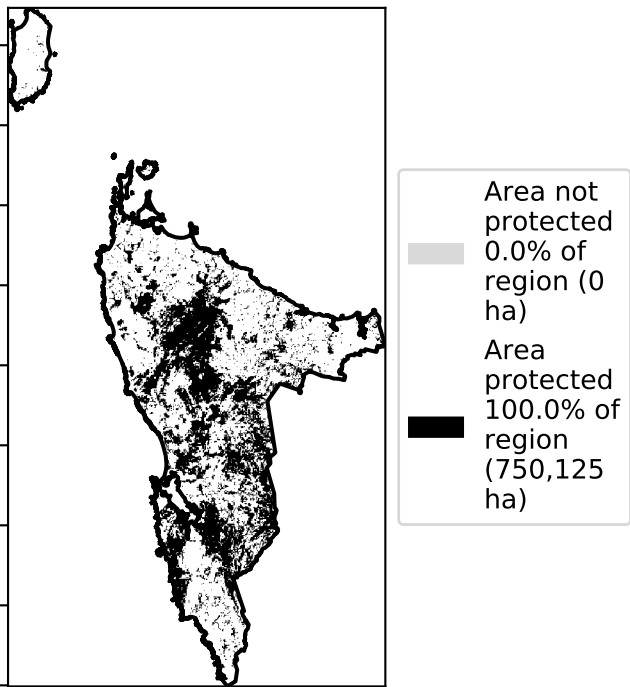 Area not
protected
0.0% of
region (0
ha)
Area
protected
100.0% of
region
(750,125
ha)